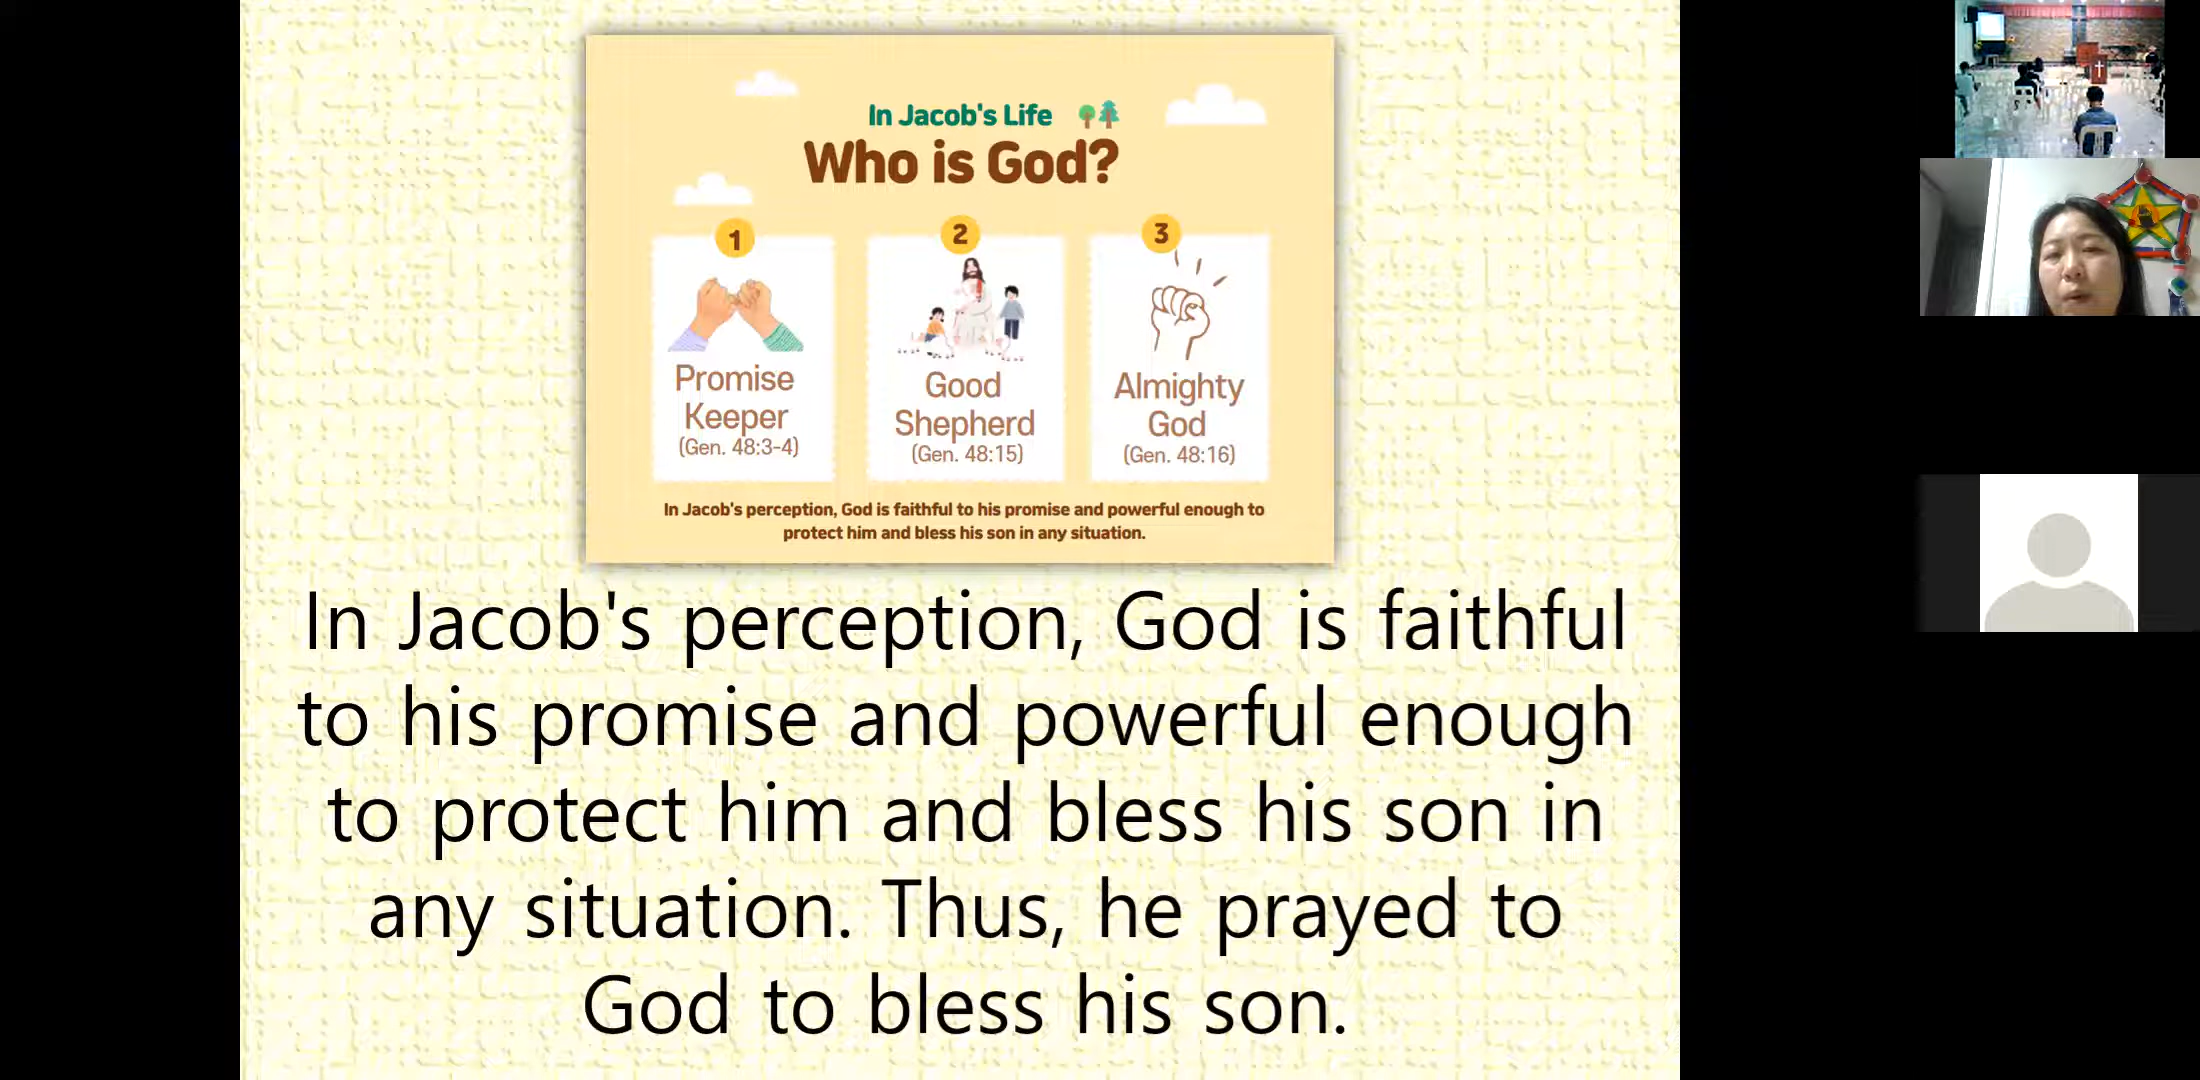 In Jacob's Life
Who is God?
1
Promise
Keeper
(Gen. 48:3-4)
2
Good
Shepherd
(Gen. 48:15)
3
Almighty
God
(Gen. 48:16)
In Jacob's perception, God is faithful to his promise and powerful enough to
protect him and bless his son in any situation.
In Jacob's perception, God is faithful
to his promise and powerful enough
to protect him and bless his son in
any situation. Thus, he prayed to
God to bless his son.